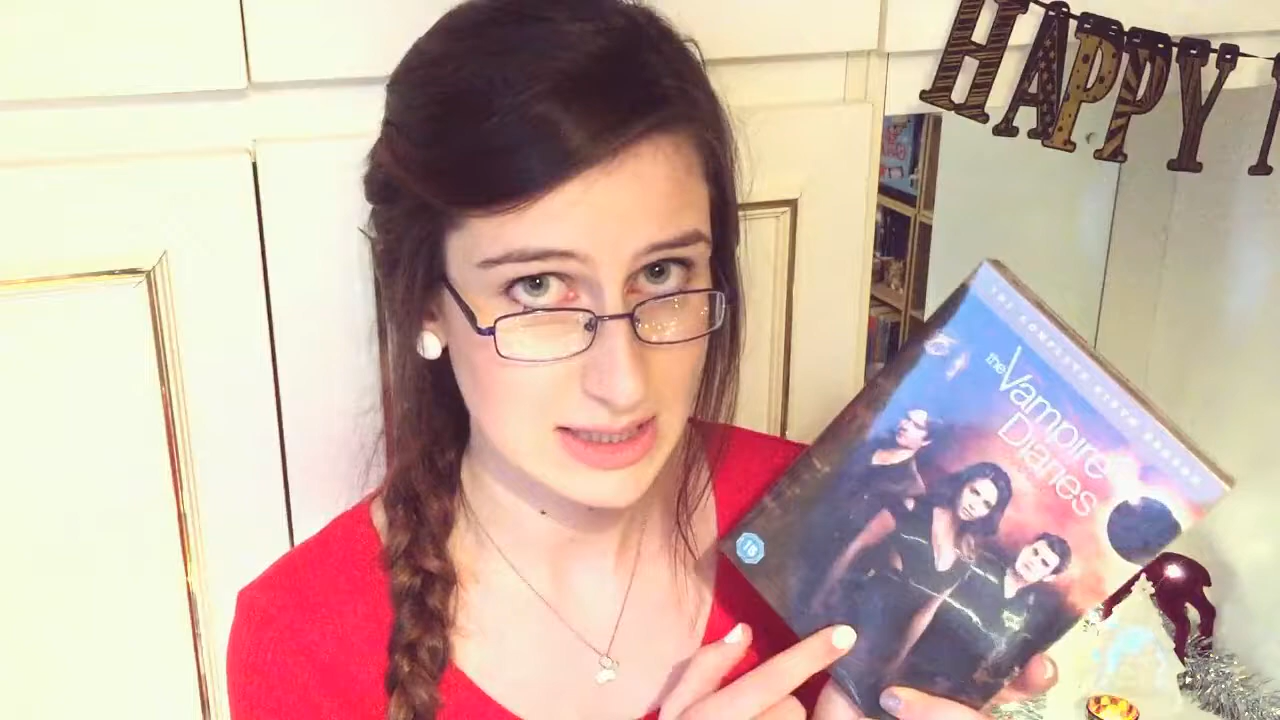 HAPPY
THE COMPLETE SIXTH SEASON
the
Vampire
Diaries
15